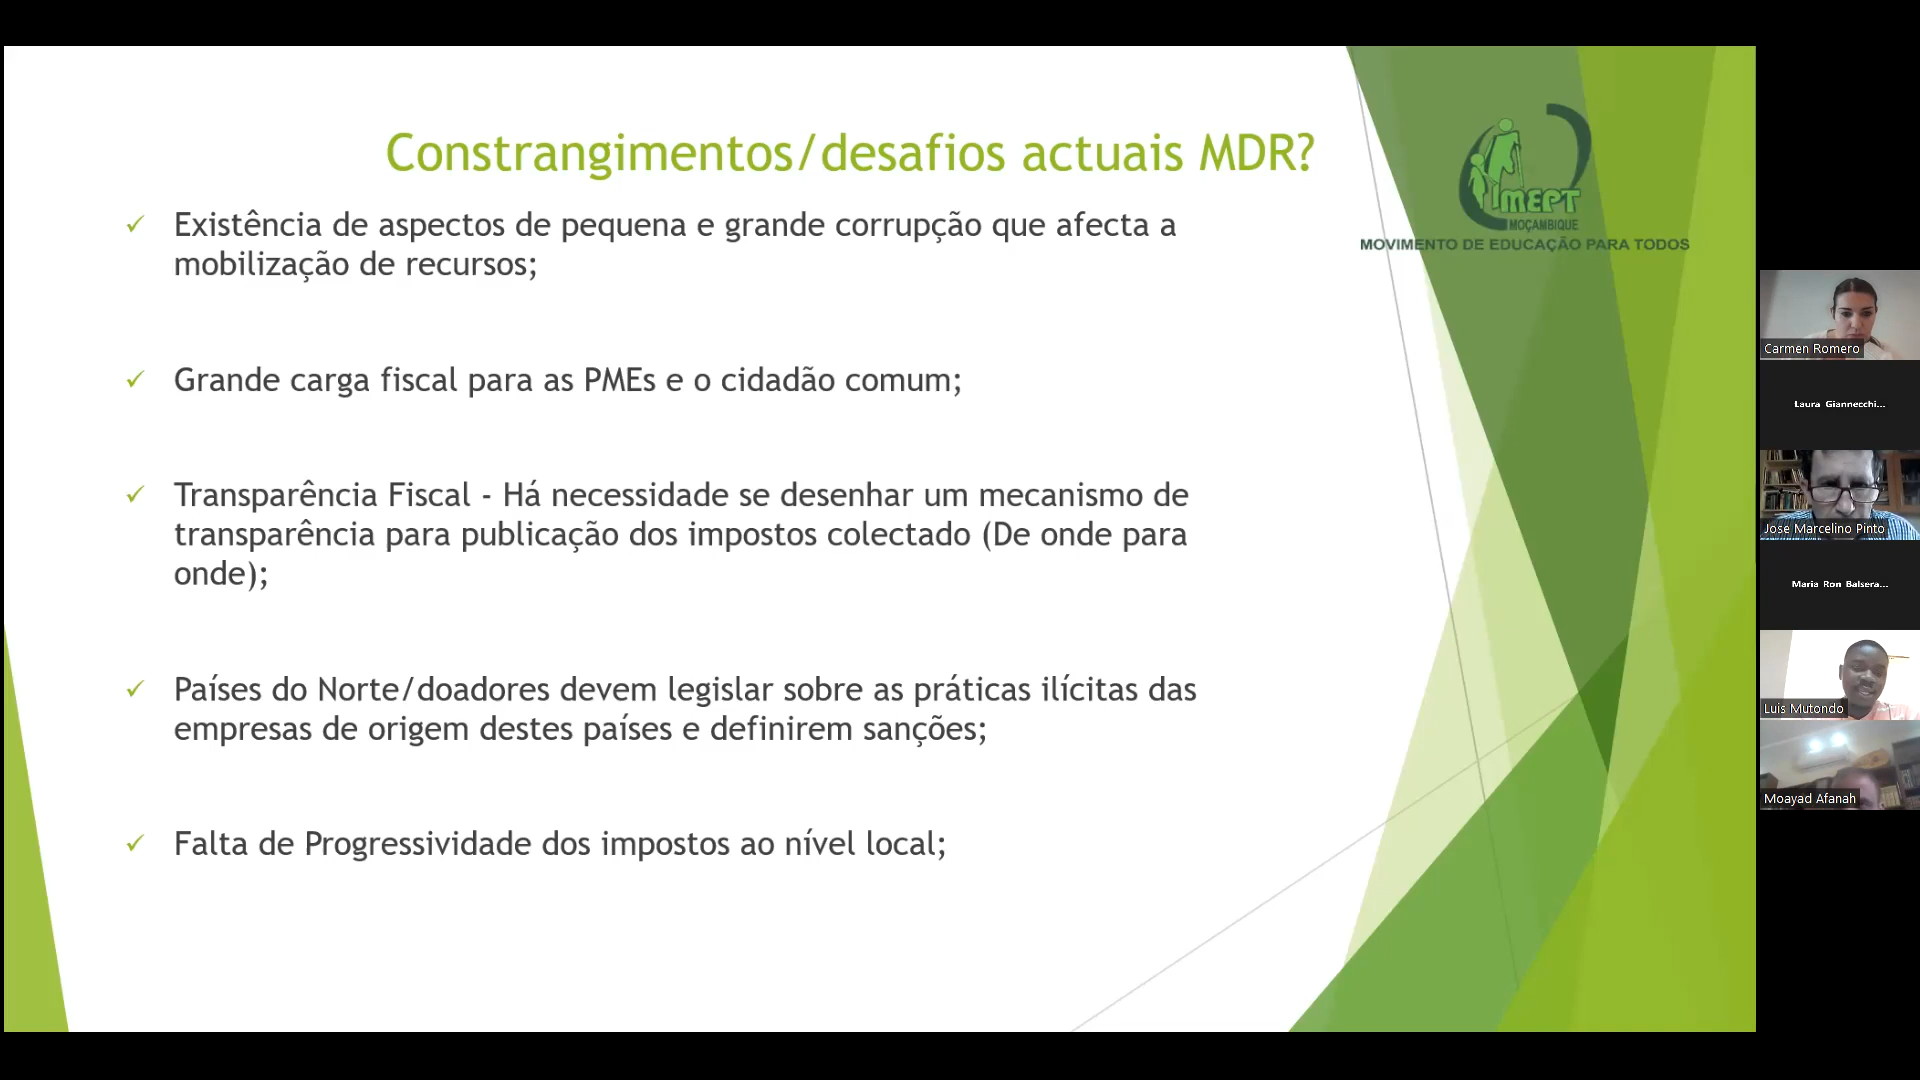 Constrangimentos/desafios actuais MDR?
✓ Existência de aspectos de pequena e grande corrupção que afecta a
mobilização de recursos;
✓ Grande carga fiscal para as PMEs e o cidadão comum;
✓ Transparência Fiscal - Há necessidade se desenhar um mecanismo de
transparência para publicação dos impostos colectado (De onde para
onde);
✓ Países do Norte/doadores devem legislar sobre as práticas ilícitas das
empresas de origem destes países e definirem sanções;
✓ Falta de Progressividade dos impostos ao nível local;
MEPT
MOÇAMBIQUE
MOVIMENTO DE EDUCAÇÃO PARA TODOS
Carmen Romero
Laura Giannecchi...
Jose Marcelino Pinto
Maria Ron Balsera...
Luis Mutondo
Moayad Afanah